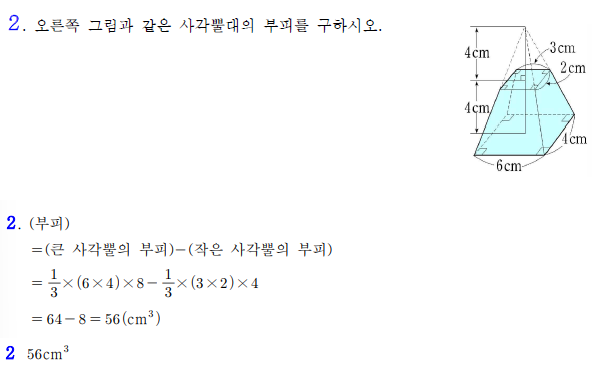 2. 오른쪽 그림과 같은 사각뿔대의 부피를 구하시오.
4cm
3cm
2cm
4cm
4cm
6cm
2. (부피)
=(큰 사각뿔의 부피)-(작은 사각뿔의 부피)
= 1/3 ×(6×4)×8- 1/3 ×(3×2)×4
= 64-8 = 56(cm³)
2 56cm³